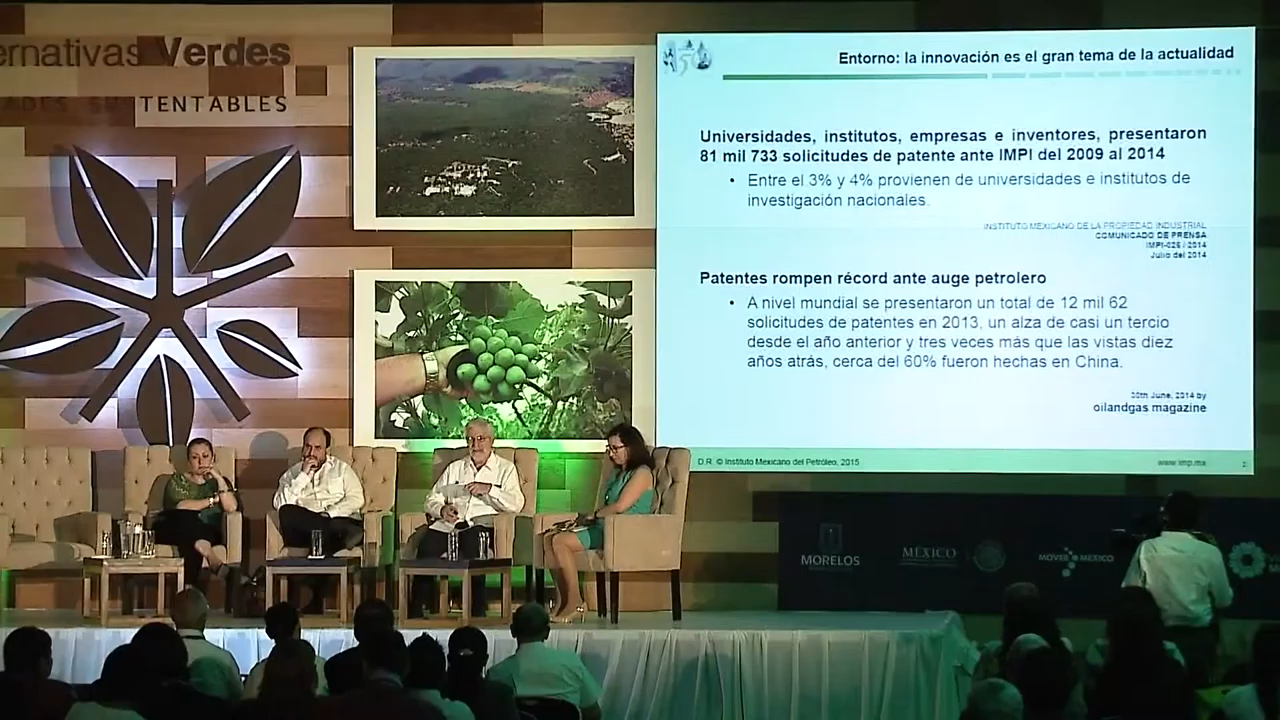 ernativas Verdes
ADES SUSTENTABLES
Entorno: la innovación es el gran tema de la actualidad
Universidades, institutos, empresas e inventores, presentaron
81 mil 733 solicitudes de patente ante IMPI del 2009 al 2014
• Entre el 3% y 4% provienen de universidades e institutos de
investigación nacionales.
INSTITUTO MEXICANO DE LA PROPIEDAD INDUSTRIAL
COMUNICADO DE PRENSA
IMPI-026 / 2014
Julio del 2014
Patentes rompen récord ante auge petrolero
• A nivel mundial se presentaron un total de 12 mil 62
solicitudes de patentes en 2013, un alza de casi un tercio
desde el año anterior y tres veces más que las vistas diez
años atrás, cerca del 60% fueron hechas en China.
30th June, 2014 by
oilandgas magazine
D.R. © Instituto Mexicano del Petróleo, 2015
www.imp.mx
2
MORELOS
MÉXICO
MOVER A MÉXICO